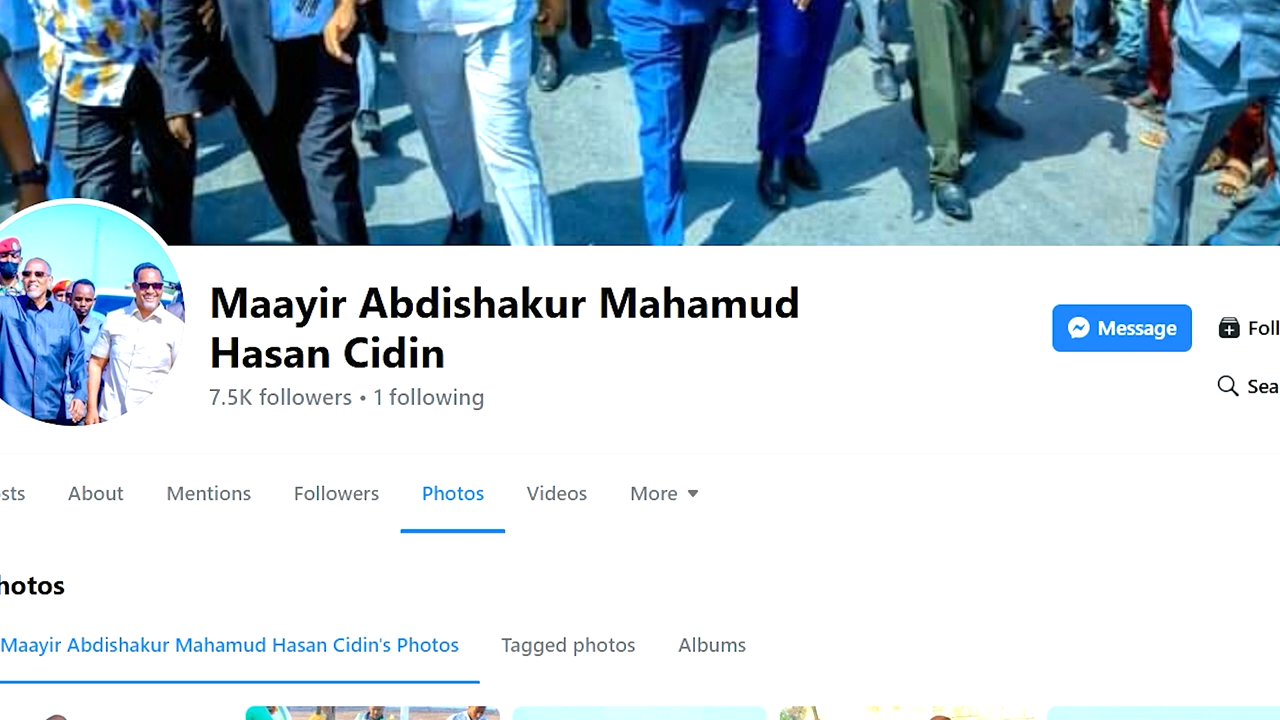 Maayir Abdishakur Mahamud
Hasan Cidin
7.5K followers • 1 following
Message
Foll
Sea
sts About Mentions Followers Photos Videos More
hotos
Maayir Abdishakur Mahamud Hasan Cidin's Photos Tagged photos Albums